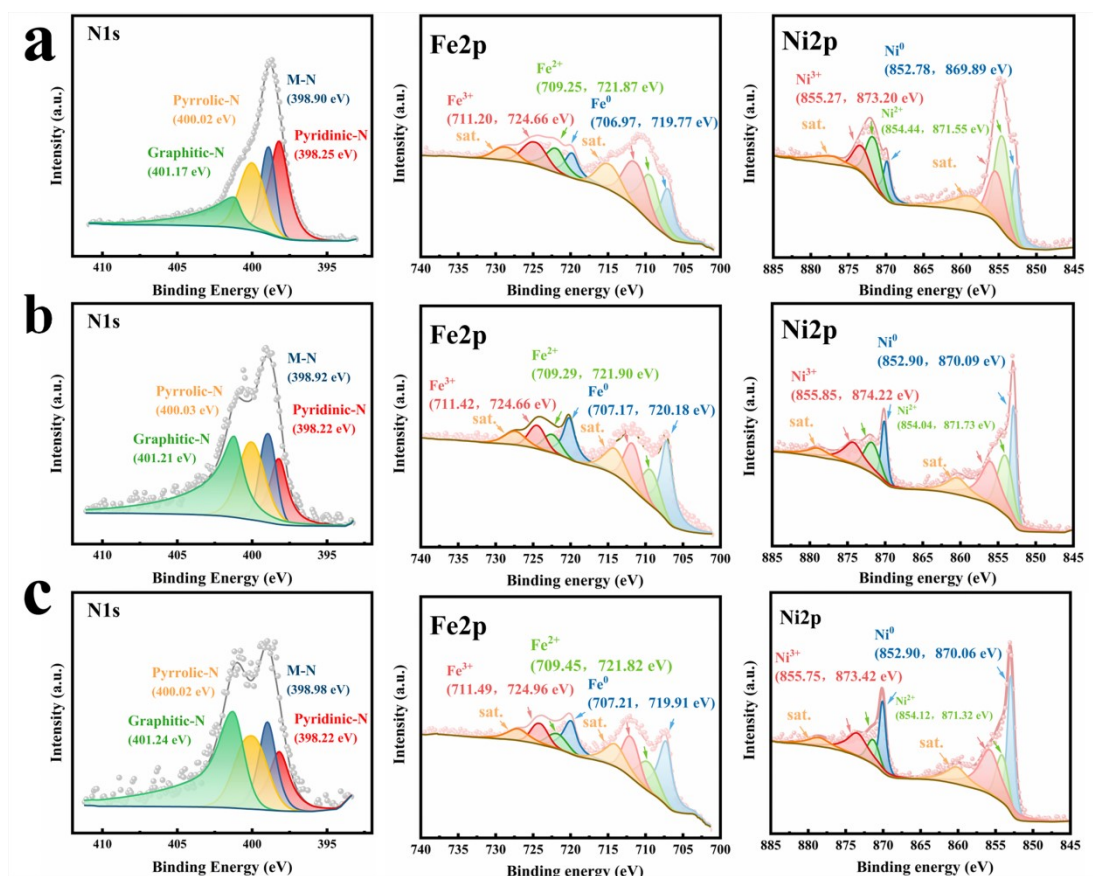 a
N1s
M-N
(398.90 eV)
Pyrrolic-N
(400.02 eV)
Pyridinic-N
(398.25 eV)
Graphitic-N
(401.17 eV)
Intensity (a.u.)
410 405 400 395
Binding Energy (eV)
Fe2p
Fe²⁺
(709.25, 721.87 eV)
Fe³⁺
(711.20, 724.66 eV)
Fe⁰
(706.97, 719.77 eV)
sat.
sat.
Intensity (a.u.)
740 735 730 725 720 715 710 705 700
Binding energy (eV)
Ni2p
Ni⁰
(852.78, 869.89 eV)
Ni³⁺
(855.27, 873.20 eV)
Ni²⁺
(854.44, 871.55 eV)
sat.
sat.
Intensity (a.u.)
885 880 875 870 865 860 855 850 845
Binding energy (eV)
b
N1s
M-N
(398.92 eV)
Pyrrolic-N
(400.03 eV)
Pyridinic-N
(398.22 eV)
Graphitic-N
(401.21 eV)
Intensity (a.u.)
410 405 400 395
Binding Energy (eV)
Fe2p
Fe²⁺
(709.29, 721.90 eV)
Fe³⁺
(711.42, 724.66 eV)
Fe⁰
(707.17, 720.18 eV)
sat.
sat.
Intensity (a.u.)
740 735 730 725 720 715 710 705 700
Binding energy (eV)
Ni2p
Ni⁰
(852.90, 870.09 eV)
Ni³⁺
(855.85, 874.22 eV)
Ni²⁺
(854.04, 871.73 eV)
sat.
sat.
Intensity (a.u.)
885 880 875 870 865 860 855 850 845
Binding energy (eV)
c
N1s
Pyrrolic-N
(400.02 eV)
M-N
(398.98 eV)
Graphitic-N
(401.24 eV)
Pyridinic-N
(398.22 eV)
Intensity (a.u.)
410 405 400 395
Binding Energy (eV)
Fe2p
Fe²⁺
(709.45, 721.82 eV)
Fe³⁺
(711.49, 724.96 eV)
Fe⁰
(707.21, 719.91 eV)
sat.
sat.
Intensity (a.u.)
740 735 730 725 720 715 710 705 700
Binding energy (eV)
Ni2p
Ni⁰
(852.90, 870.06 eV)
Ni³⁺
(855.75, 873.42 eV)
Ni²⁺
(854.12, 871.32 eV)
sat.
sat.
Intensity (a.u.)
885 880 875 870 865 860 855 850 845
Binding energy (eV)